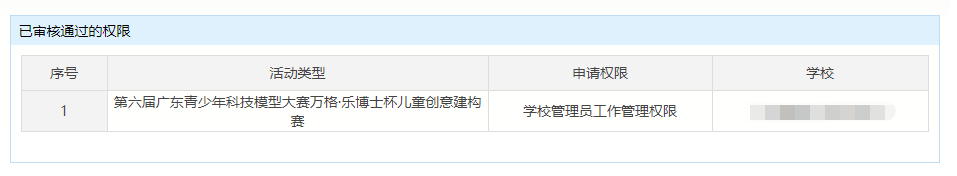 已审核通过的权限
序号 活动类型 申请权限 学校
1 第六届广东青少年科技模型大赛万格·乐博士杯儿童创意建构 学校管理员工作管理权限
赛